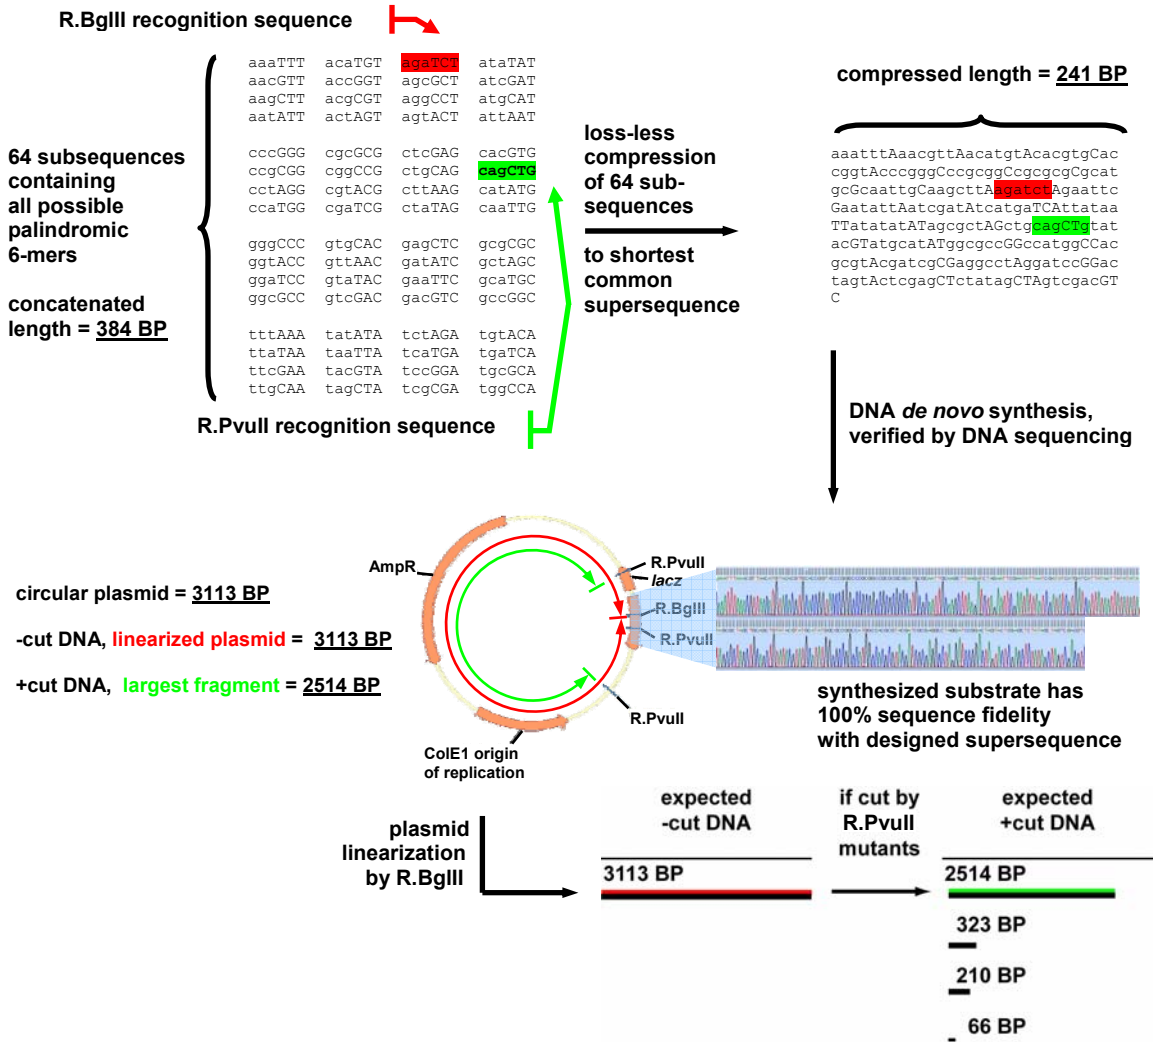 R.BglII recognition sequence
aaaTTT acaTGT agaTCT ataTAT
aacGTT accGGT agcGCT atcGAT
aagCTT acgCGT aggCCT atgCAT
aatATT actAGT agtACT attAAT
cccGGG cgcGCG ctcGAG cacGTG
ccgCGG cggCCG ctgCAG cagCTG
cctAGG cgtACG cttAAG catATG
ccaTGG cgaTCG ctaTAG caaTTG
gggCCC gtgCAC gagCTC gcgCGC
ggtACC gttAAC gatATC gctAGC
ggaTCC gtaTAC gaaTTC gcaTGC
ggcGCC gtcGAC gacGTC gccGGC
tttAAA tatATA tctAGA tgtACA
ttaTAA taaTTA tcaTGA tgaTCA
ttcGAA tacGTA tccGGA tgcGCA
ttgCAA tagCTA tcgCGA tggCCA
64 subsequences
containing
all possible
palindromic
6-mers
concatenated
length = 384 BP
R.PvuII recognition sequence
loss-less
compression
of 64 sub-
sequences
to shortest
common
supersequence
compressed length = 241 BP
aaatttAaacgttAacatgtAcacgtgCac
cggtAcccgggCccgcggCcgcgcgCgcat
gcGcaattgCaagcttAagatctAgaattc
GaatattAatcgatAtcatgaTCAttataa
TTatatatATagcgctAGctgcagCTgtat
acGTatgcatATggcgccGGccatggCCac
gcgtAcgatcgCGaggcctAggatccGGac
tagtActcgagCTctatagCTAgtcgacGT
C
DNA de novo synthesis,
verified by DNA sequencing
circular plasmid = 3113 BP
-cut DNA, linearized plasmid = 3113 BP
+cut DNA, largest fragment = 2514 BP
AmpR
R.PvuII
lacz
R.BglII
R.PvuII
R.PvuII
ColE1 origin
of replication
synthesized substrate has
100% sequence fidelity
with designed supersequence
plasmid
linearization
by R.BglII
expected
-cut DNA
3113 BP
if cut by
R.PvuII
mutants
expected
+cut DNA
2514 BP
323 BP
210 BP
66 BP